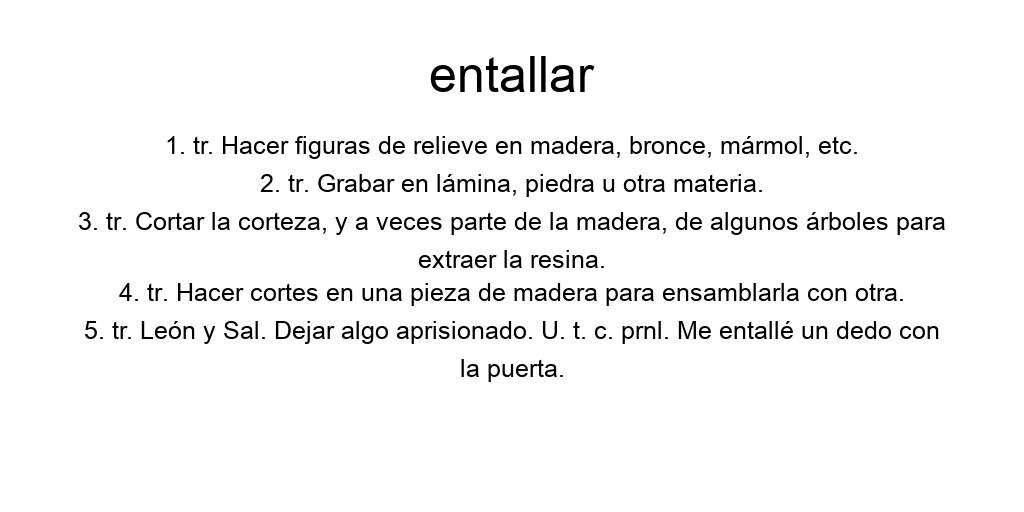 entallar
1. tr. Hacer figuras de relieve en madera, bronce, mármol, etc.
2. tr. Grabar en lámina, piedra u otra materia.
3. tr. Cortar la corteza, y a veces parte de la madera, de algunos árboles para
extraer la resina.
4. tr. Hacer cortes en una pieza de madera para ensamblarla con otra.
5. tr. León y Sal. Dejar algo aprisionado. U. t. c. prnl. Me entallé un dedo con
la puerta.